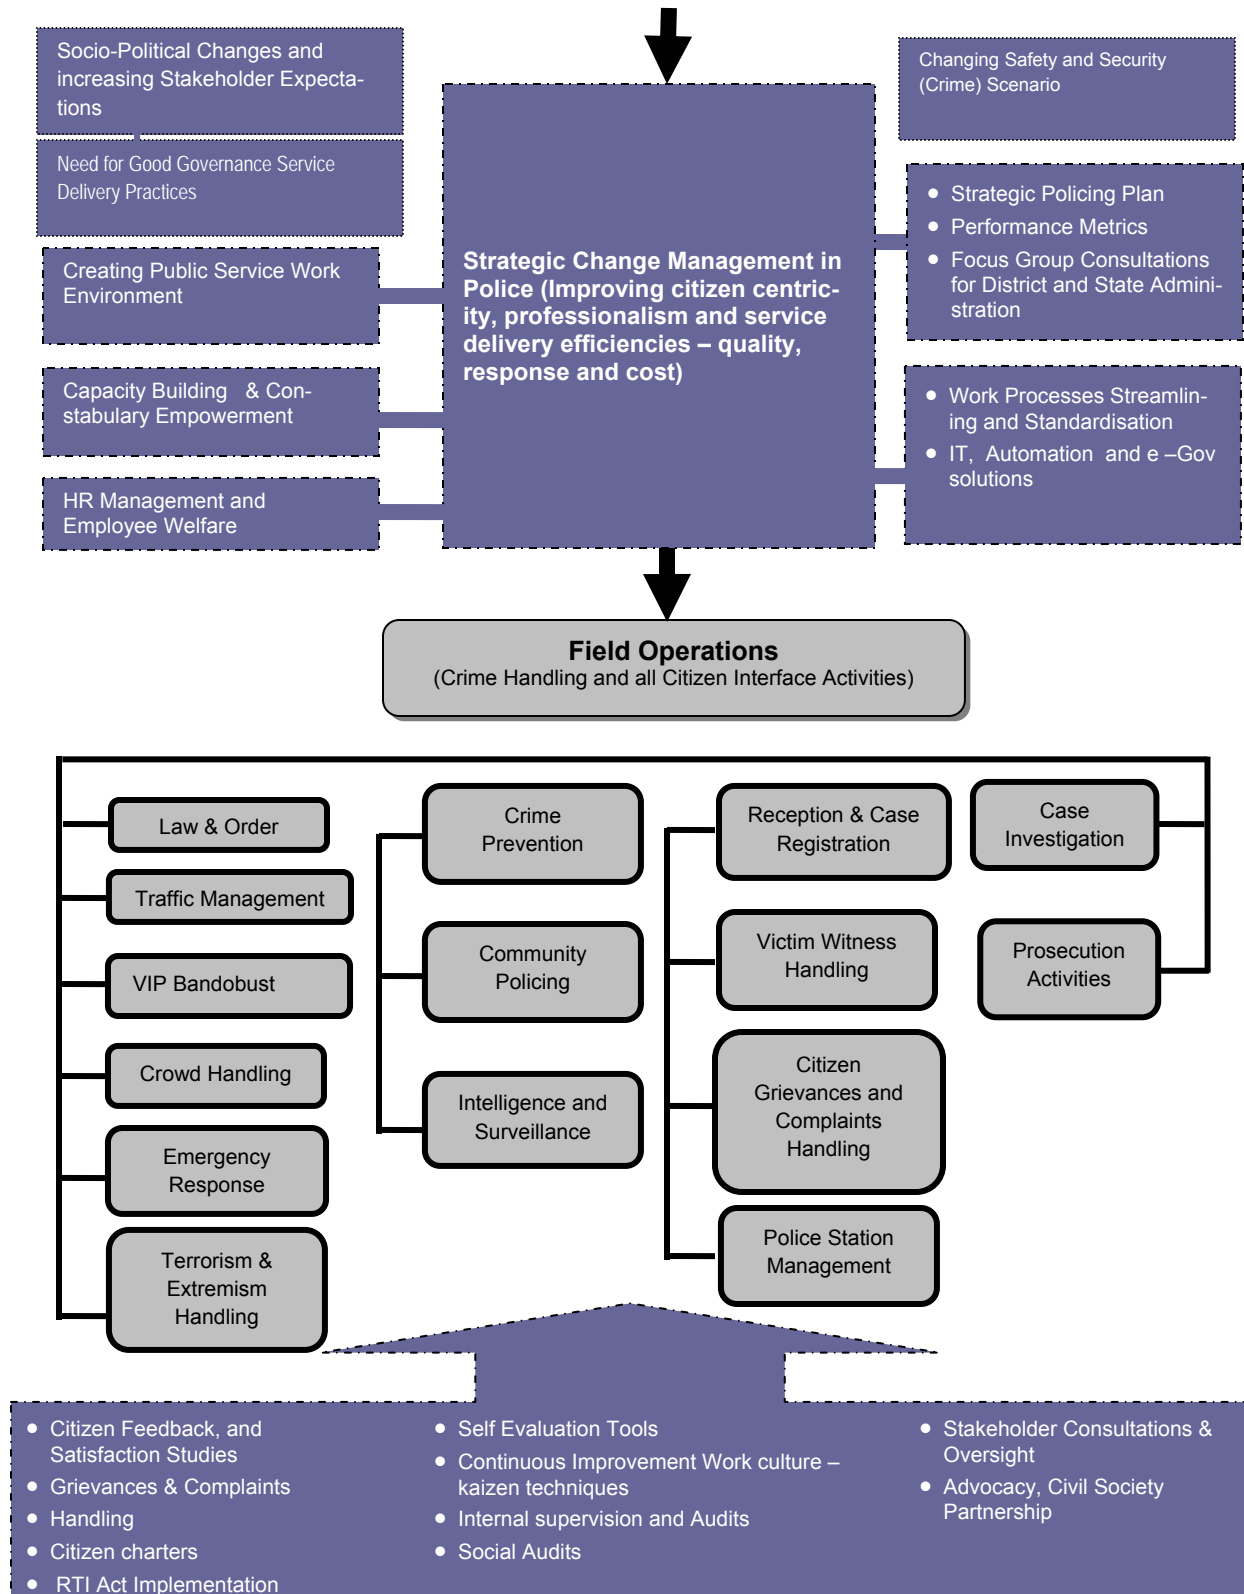 Socio-Political Changes and
increasing Stakeholder Expecta-
tions
Need for Good Governance Service
Delivery Practices
Creating Public Service Work
Environment
Capacity Building & Con-
stabulary Empowerment
HR Management and
Employee Welfare
Strategic Change Management in
Police (Improving citizen centric-
ity, professionalism and service
delivery efficiencies – quality,
response and cost)
Changing Safety and Security
(Crime) Scenario
• Strategic Policing Plan
• Performance Metrics
• Focus Group Consultations
for District and State Admini-
stration
• Work Processes Streamlin-
ing and Standardisation
• IT, Automation and e –Gov
solutions
Field Operations
(Crime Handling and all Citizen Interface Activities)
Law & Order
Traffic Management
VIP Bandobust
Crowd Handling
Emergency
Response
Terrorism &
Extremism
Handling
Crime
Prevention
Community
Policing
Intelligence and
Surveillance
Reception & Case
Registration
Victim Witness
Handling
Citizen
Grievances and
Complaints
Handling
Police Station
Management
Case
Investigation
Prosecution
Activities
• Citizen Feedback, and
Satisfaction Studies
• Grievances & Complaints
• Handling
• Citizen charters
• RTI Act Implementation
• Self Evaluation Tools
• Continuous Improvement Work culture –
kaizen techniques
• Internal supervision and Audits
• Social Audits
• Stakeholder Consultations &
Oversight
• Advocacy, Civil Society
Partnership